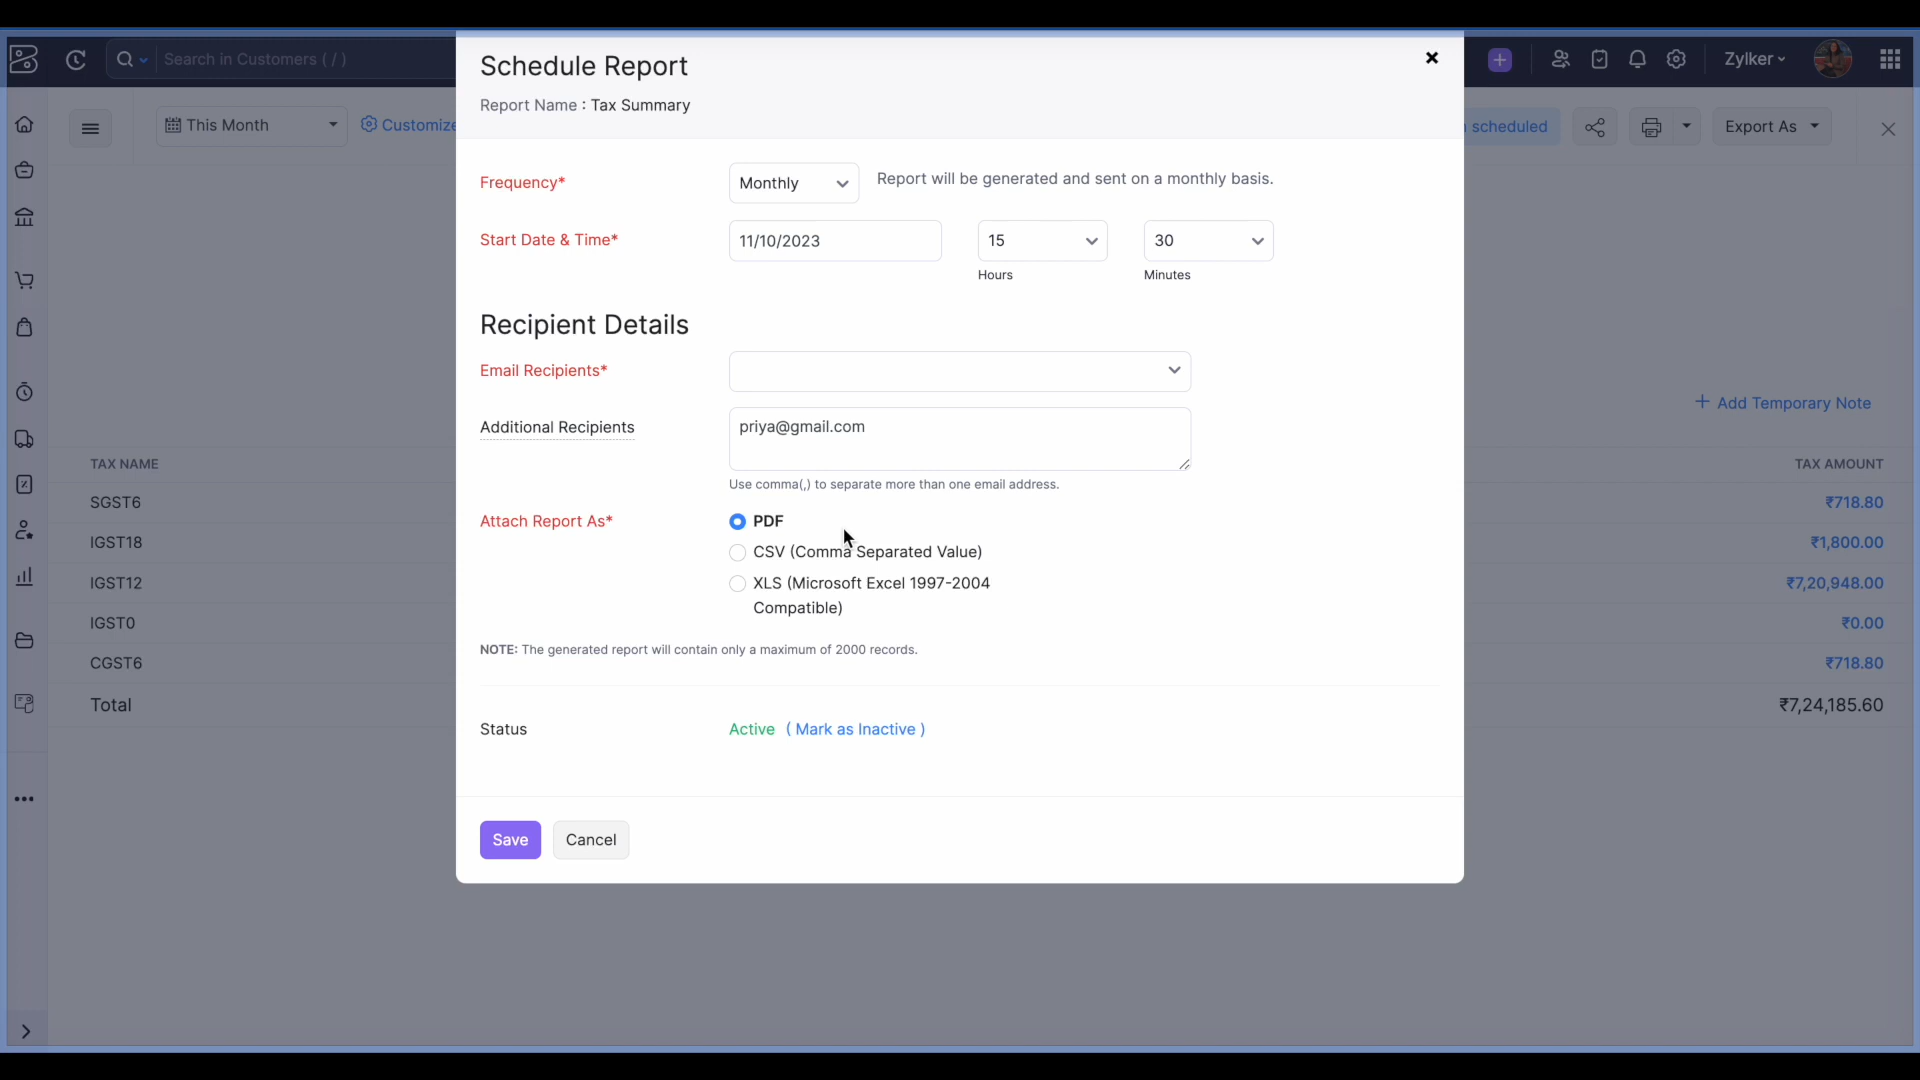 Search in Customers ( / )
Schedule Report
Report Name : Tax Summary
Zylker
This Month
Customize
scheduled
Export As
Frequency*
Monthly
Report will be generated and sent on a monthly basis.
Start Date & Time*
11/10/2023
15
30
Hours
Minutes
Recipient Details
Email Recipients*
Additional Recipients
priya@gmail.com
Use comma(,) to separate more than one email address.
+ Add Temporary Note
TAX NAME
TAX AMOUNT
SGST6
₹718.80
Attach Report As*
PDF
CSV (Comma Separated Value)
XLS (Microsoft Excel 1997-2004
Compatible)
IGST18
₹1,800.00
IGST12
₹7,20,948.00
IGST0
₹0.00
CGST6
₹718.80
NOTE: The generated report will contain only a maximum of 2000 records.
Total
₹7,24,185.60
Status
Active ( Mark as Inactive )
Save
Cancel